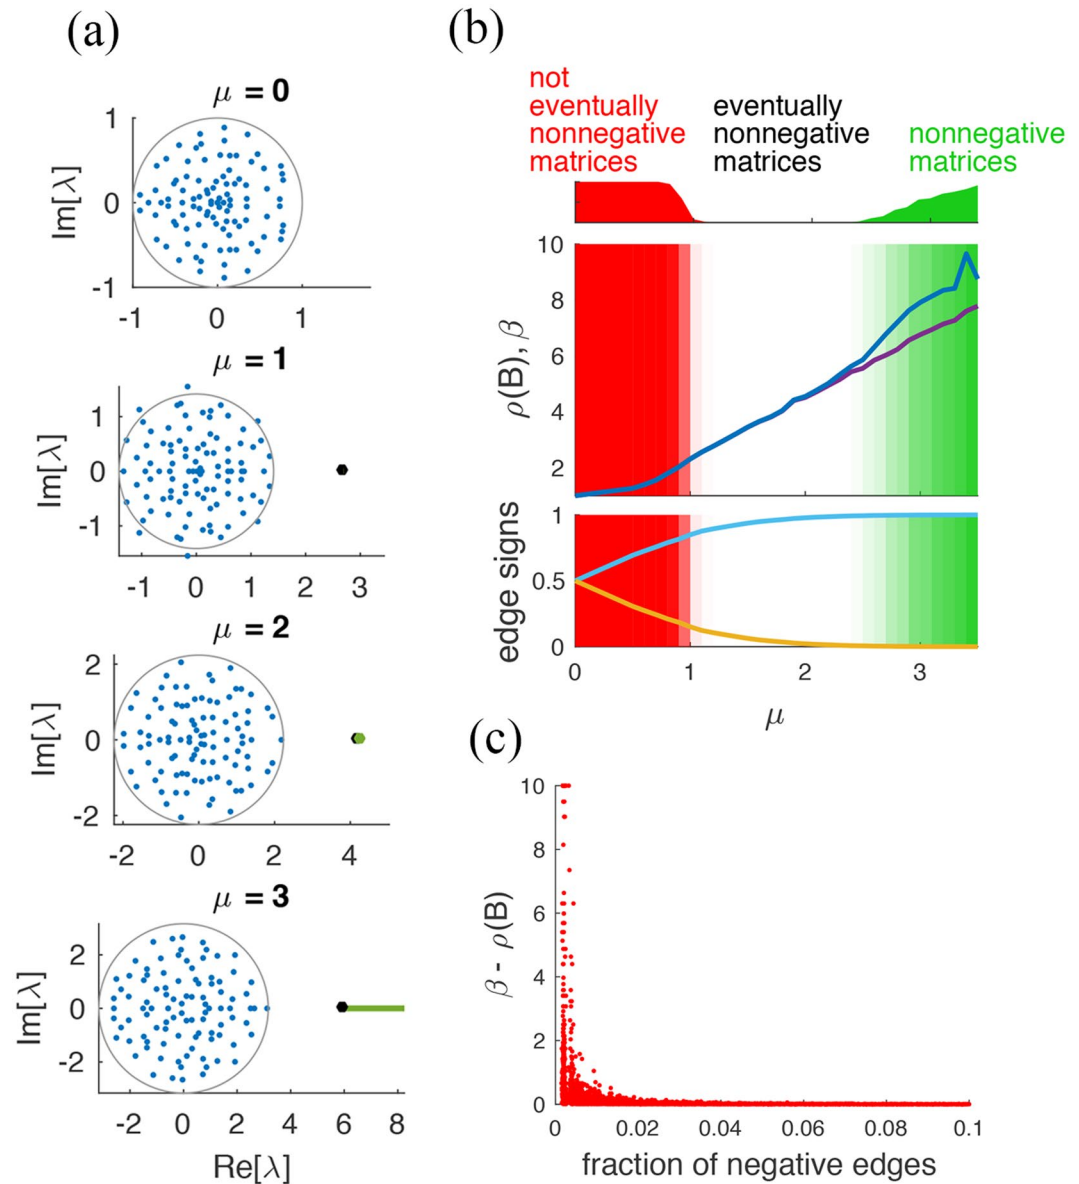 (a)
μ = 0
1
0
-1
Im[λ]
-1 0 1
μ = 1
1
0
-1
Im[λ]
-1 0 1 2 3
μ = 2
2
0
-2
Im[λ]
-2 0 2 4
μ = 3
2
0
-2
Im[λ]
-2 0 2 4 6 8
Re[λ]
(b)
not
eventually
nonnegative
matrices
eventually
nonnegative
matrices
nonnegative
matrices
10
8
6
4
2
ρ(B), β
1
0.5
0
edge signs
0 1 2 3
μ
(c)
10
8
6
4
2
0
β - ρ(B)
0 0.02 0.04 0.06 0.08 0.1
fraction of negative edges